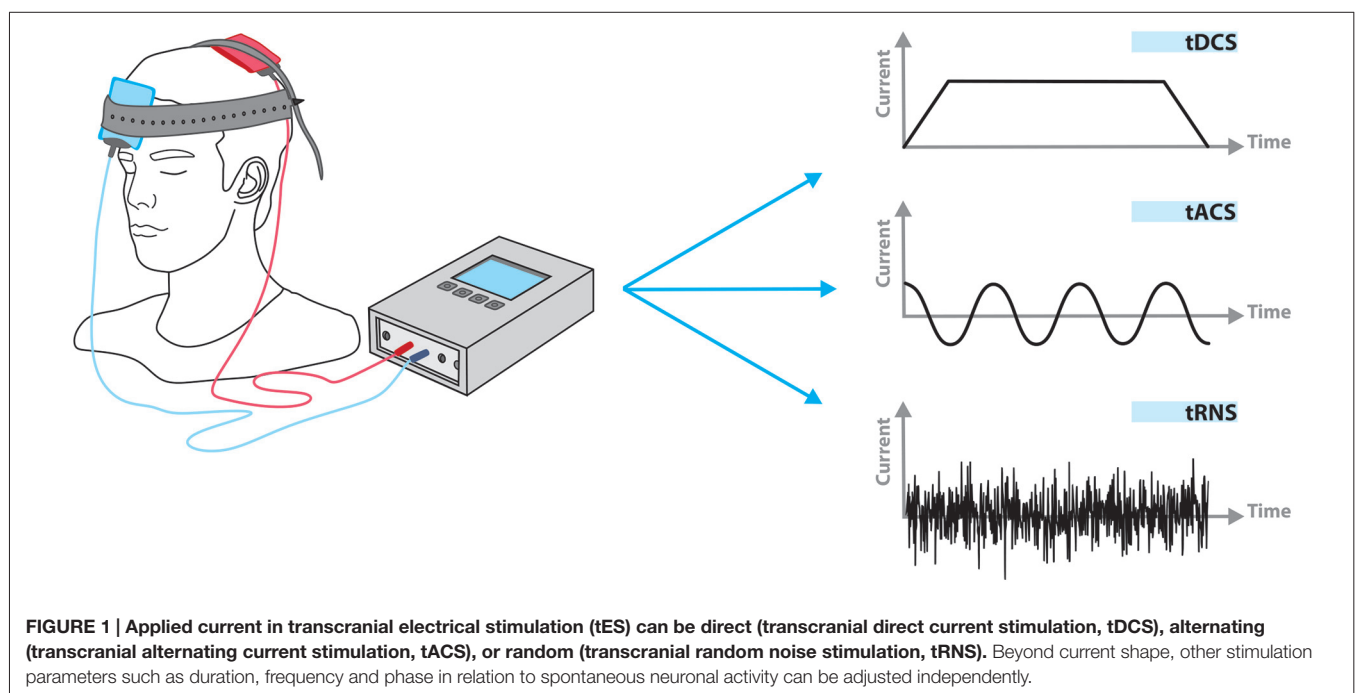 tDCS
Current
Time
tACS
Current
Time
tRNS
Current
Time
FIGURE 1 | Applied current in transcranial electrical stimulation (tES) can be direct (transcranial direct current stimulation, tDCS), alternating
(transcranial alternating current stimulation, tACS), or random (transcranial random noise stimulation, tRNS). Beyond current shape, other stimulation
parameters such as duration, frequency and phase in relation to spontaneous neuronal activity can be adjusted independently.